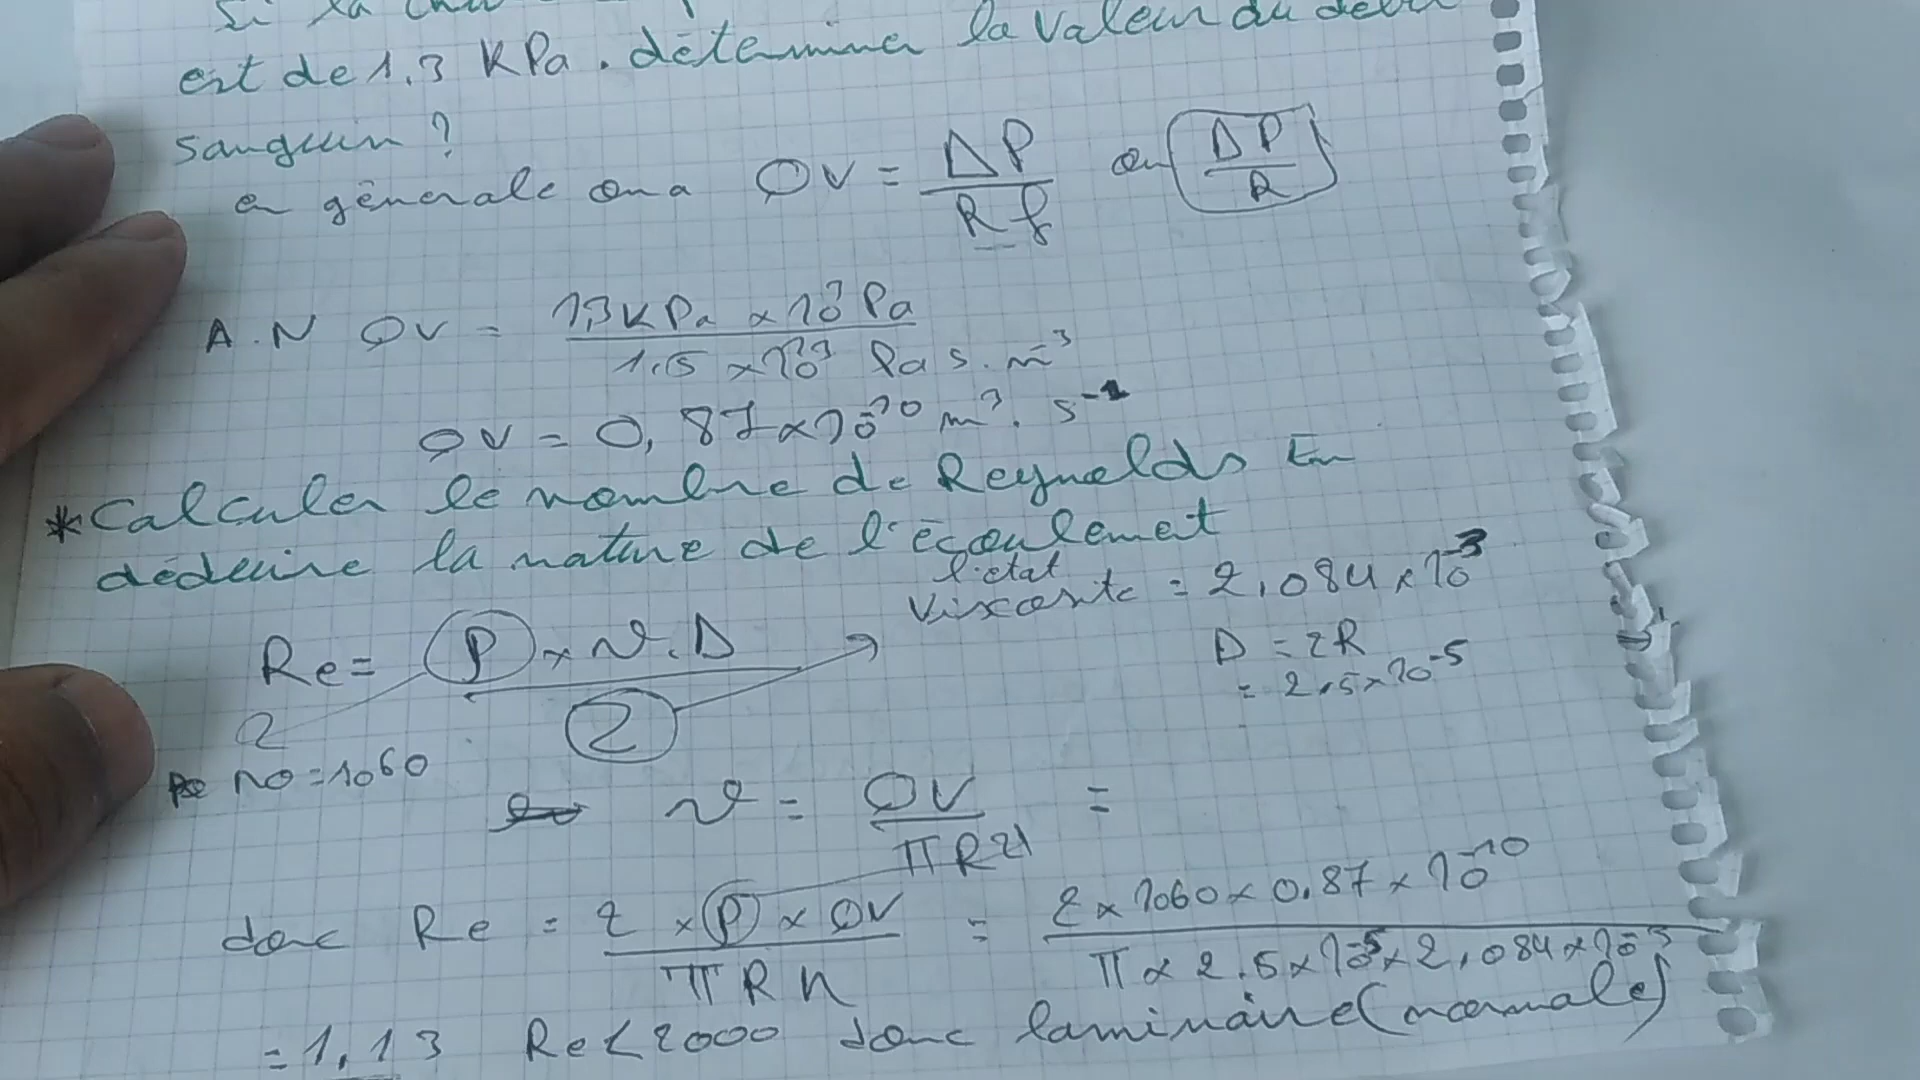 Si la
est de 1.3 KPa. détermine la valeur du débit
sanguin ?
en générale on a QV = ΔP / Rf ou ΔP / R
A.N QV = 1,3 KPa × 10³ Pa / 1.5 × 10¹³ Pa s. m⁻³
QV = 0,87 × 10⁻¹⁰ m³. s⁻¹
*Calculer le nombre de Reynolds En
déduire la nature de l'écoulement
l'état
Viscosité = 2,084 × 10⁻³
Re = ρ × v. D / η
D = 2R
= 2.5 × 10⁻⁵
ro = 1060
v = QV / πR² =
donc Re = 2 × ρ × QV / π R η = 2 × 1060 × 0.87 × 10⁻¹⁰ / π × 2.5 × 10⁻⁵ × 2,084 × 10⁻³
= 1,13 Re < 2000 donc laminaire (normale)